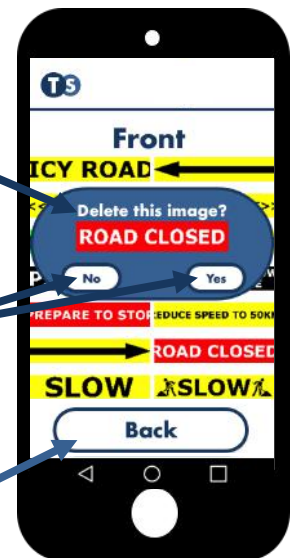 TS
Front
ICY ROAD
Delete this image?
ROAD CLOSED
No Yes
PREPARE TO STOP REDUCE SPEED TO 50K
ROAD CLOSED
SLOW SLOW
Back